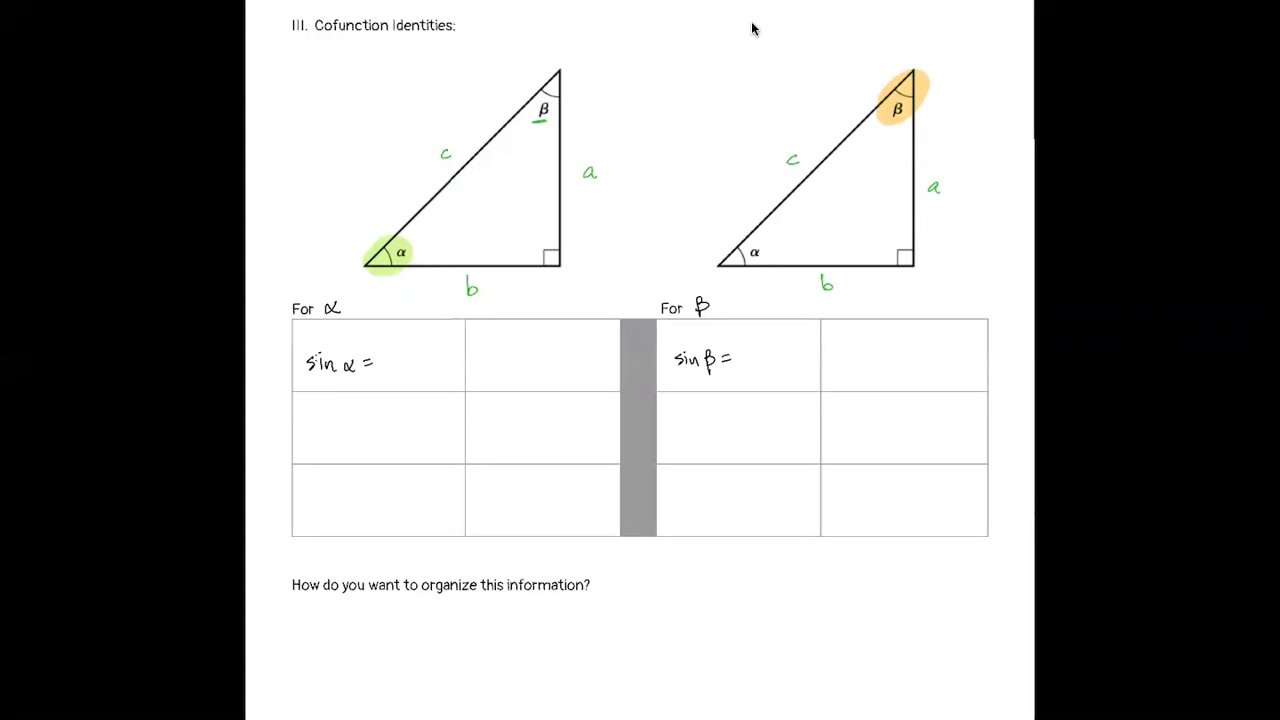 III. Cofunction Identities:
β
β
c
c
a
a
α
α
b
b
For α
For β
sin α =
sin β =
How do you want to organize this information?